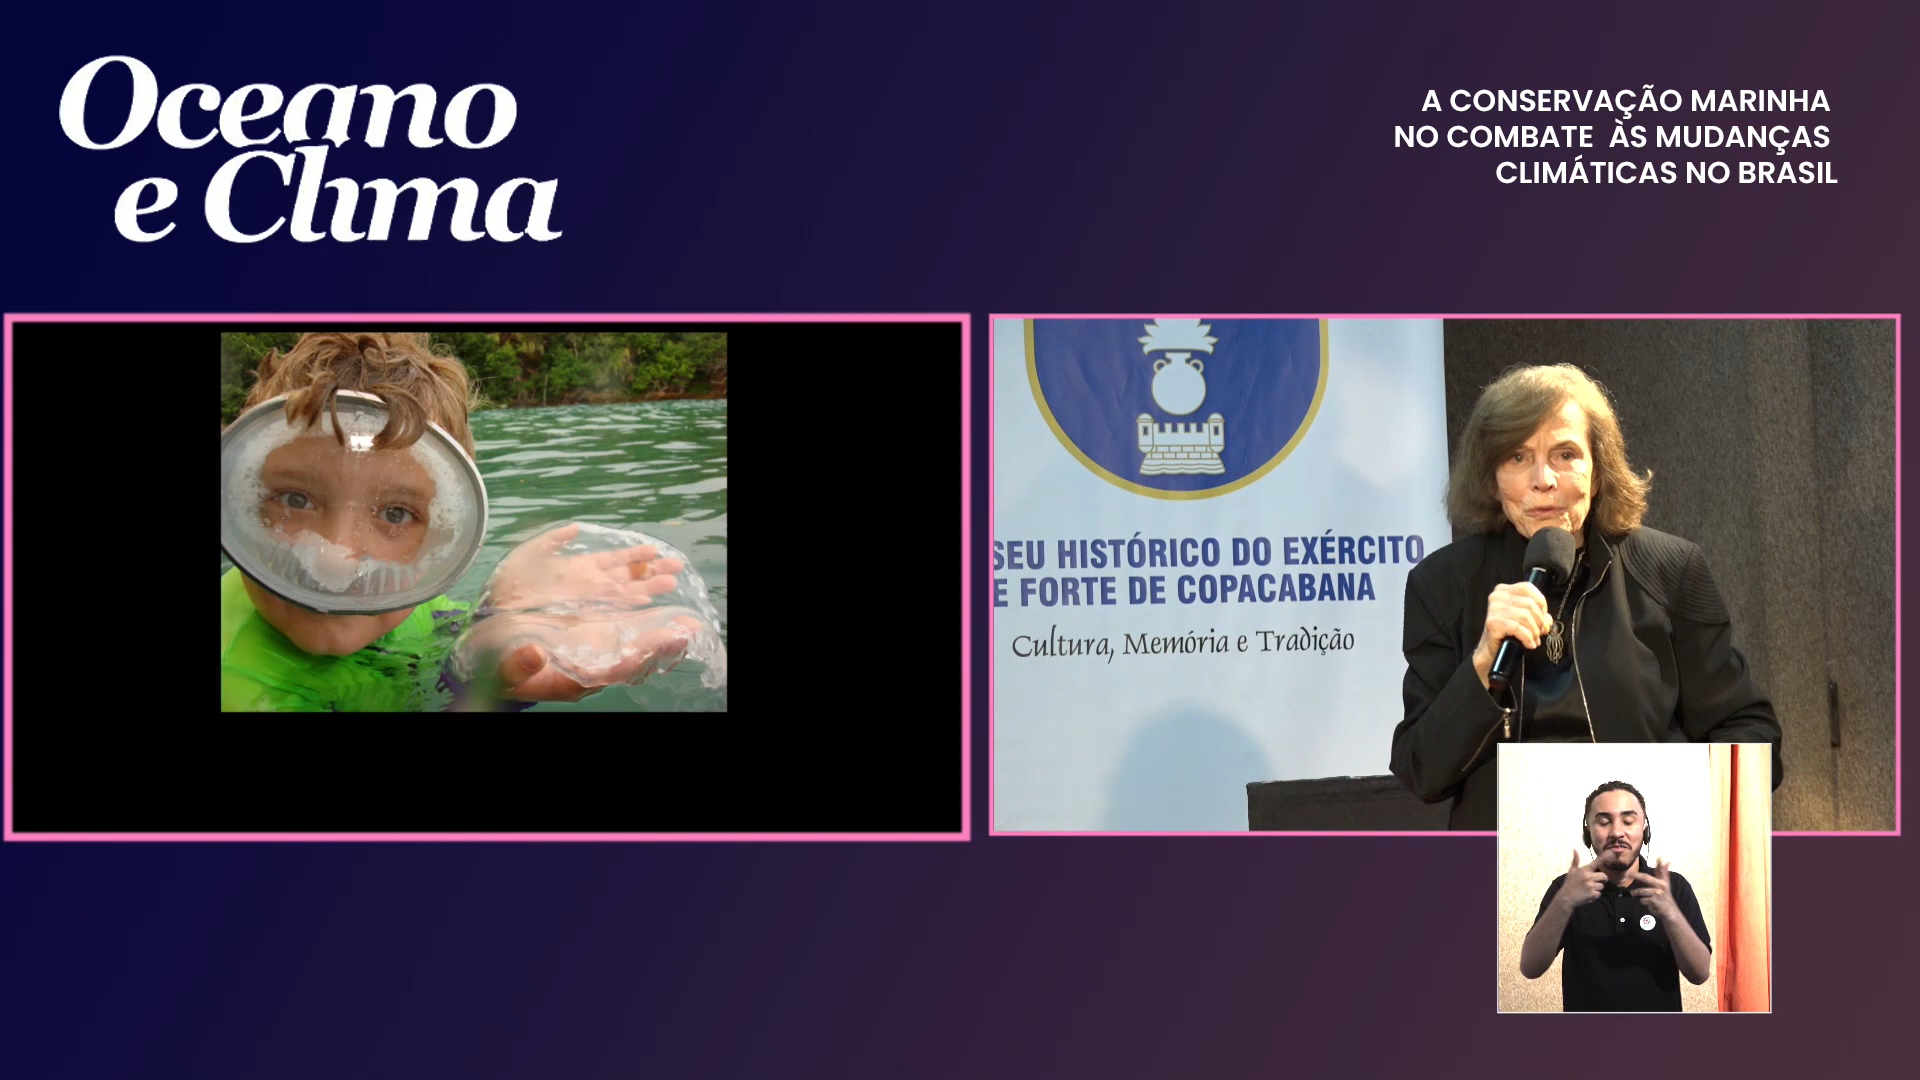 Oceano
e Clima
A CONSERVAÇÃO MARINHA
NO COMBATE ÀS MUDANÇAS
CLIMÁTICAS NO BRASIL
SEU HISTÓRICO DO EXÉRCITO
E FORTE DE COPACABANA
Cultura, Memória e Tradição